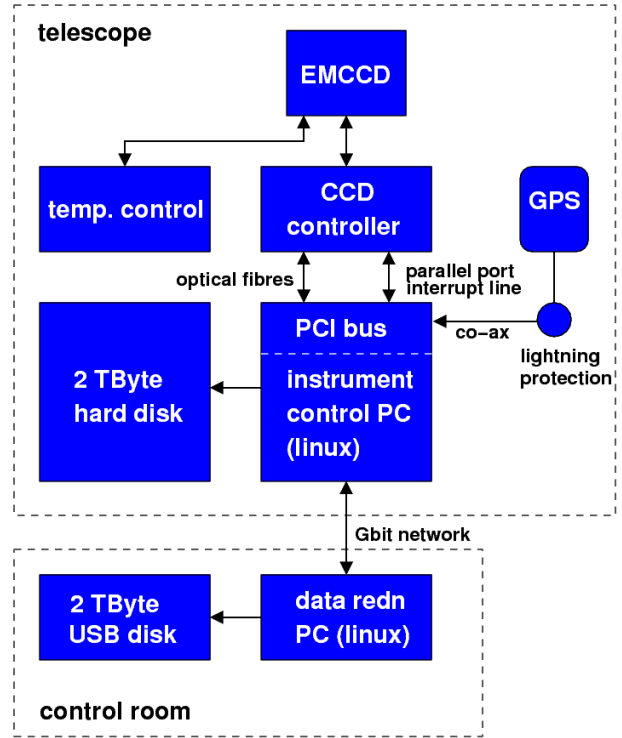 telescope
EMCCD
temp. control
CCD
controller
GPS
optical fibres
parallel port
interrupt line
PCI bus
co-ax
lightning
protection
2 TByte
hard disk
instrument
control PC
(linux)
Gbit network
2 TByte
USB disk
data redn
PC (linux)
control room